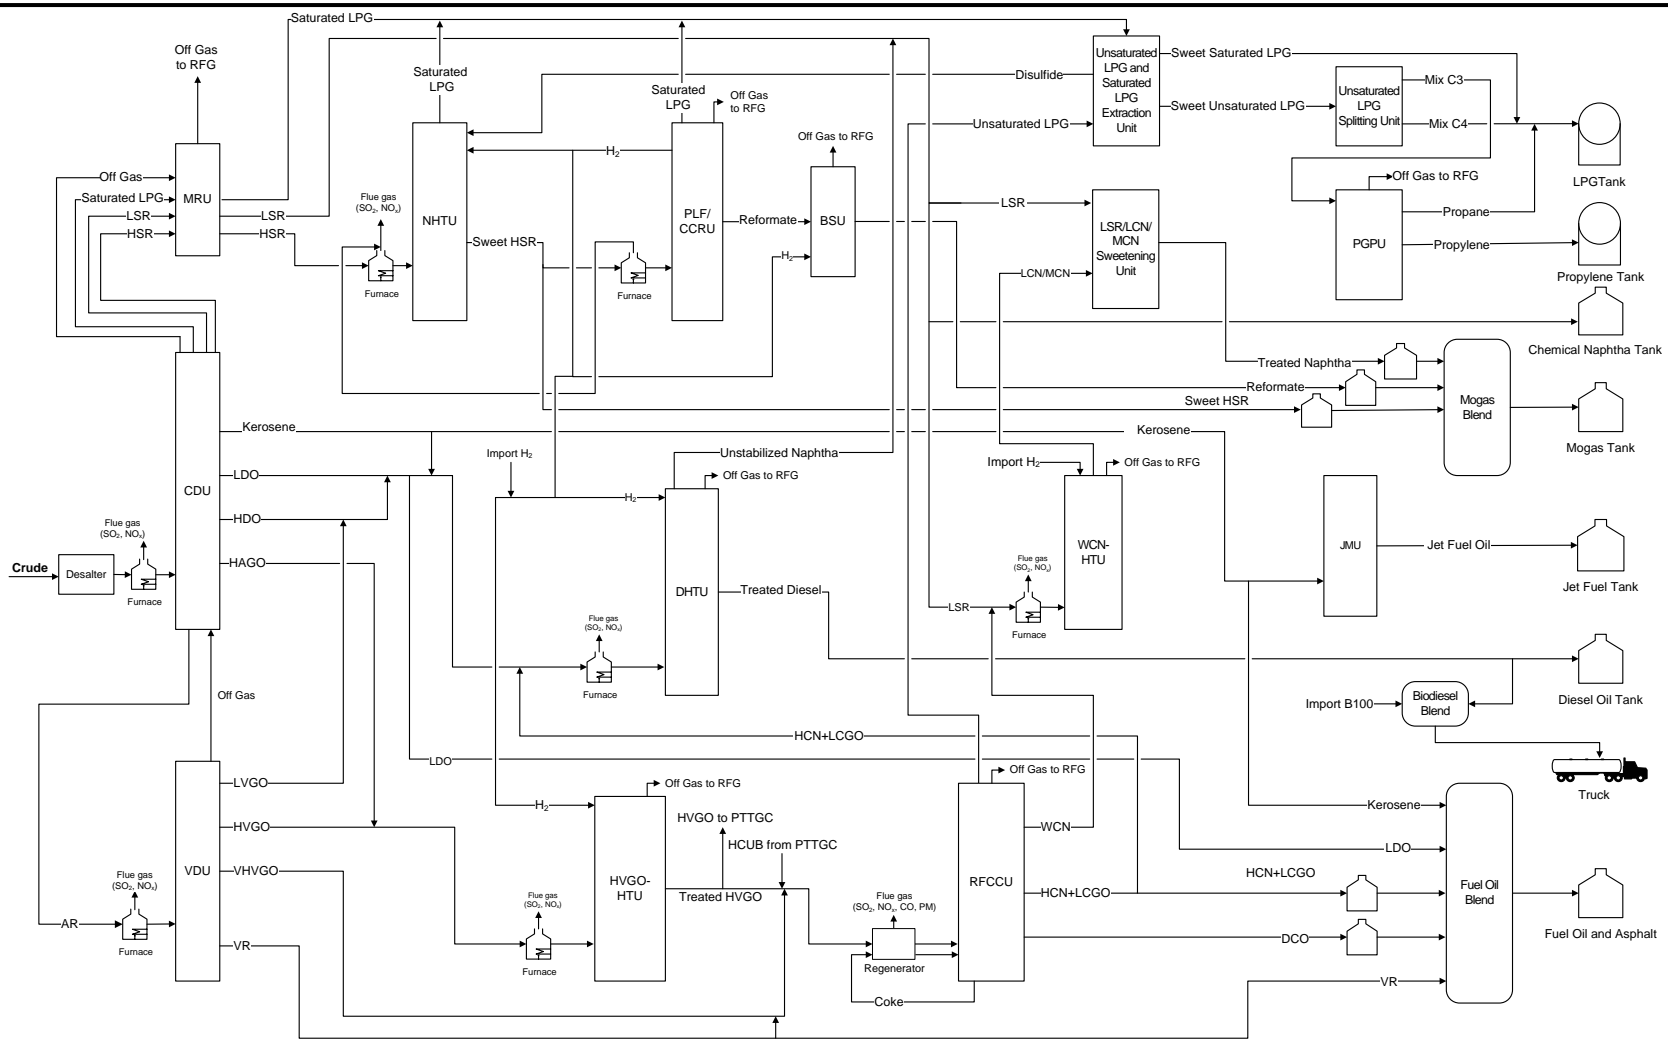 Saturated LPG
Off Gas
to RFG
Saturated
LPG
Saturated
LPG
Off Gas
to RFG
Disulfide
Unsaturated
LPG and
Saturated
LPG
Extraction
Unit
Sweet Saturated LPG
Sweet Unsaturated LPG
Unsaturated
LPG
Splitting Unit
Mix C3
Mix C4
LPGTank
Unsaturated LPG
Off Gas to RFG
H₂
Off Gas
Saturated LPG
LSR
HSR
MRU
LSR
HSR
Flue gas
(SO₂, NOₓ)
Furnace
NHTU
Sweet HSR
Furnace
PLF/
CCRU
Reformate
H₂
BSU
LSR
LCN/MCN
LSR/LCN/
MCN
Sweetening
Unit
Off Gas to RFG
PGPU
Propane
Propylene
Propylene Tank
Chemical Naphtha Tank
Treated Naphtha
Reformate
Sweet HSR
Mogas
Blend
Mogas Tank
Kerosene
Kerosene
LDO
HDO
HAGO
CDU
Crude
Desalter
Flue gas
(SO₂, NOₓ)
Furnace
Import H₂
Unstabilized Naphtha
Off Gas to RFG
H₂
DHTU
Treated Diesel
Flue gas
(SO₂, NOₓ)
Furnace
Import H₂
Off Gas to RFG
WCN-
HTU
LSR
Flue gas
(SO₂, NOₓ)
Furnace
JMU
Jet Fuel Oil
Jet Fuel Tank
Diesel Oil Tank
Import B100
Biodiesel
Blend
Truck
Off Gas
HCN+LCGO
LDO
LVGO
HVGO
VHVGO
VR
VDU
AR
Flue gas
(SO₂, NOₓ)
Furnace
H₂
Off Gas to RFG
HVGO-
HTU
Flue gas
(SO₂, NOₓ)
Furnace
HVGO to PTTGC
HCUB from PTTGC
Treated HVGO
Flue gas
(SO₂, NOₓ, CO, PM)
Regenerator
Coke
Off Gas to RFG
RFCCU
WCN
HCN+LCGO
DCO
Kerosene
LDO
HCN+LCGO
VR
Fuel Oil
Blend
Fuel Oil and Asphalt